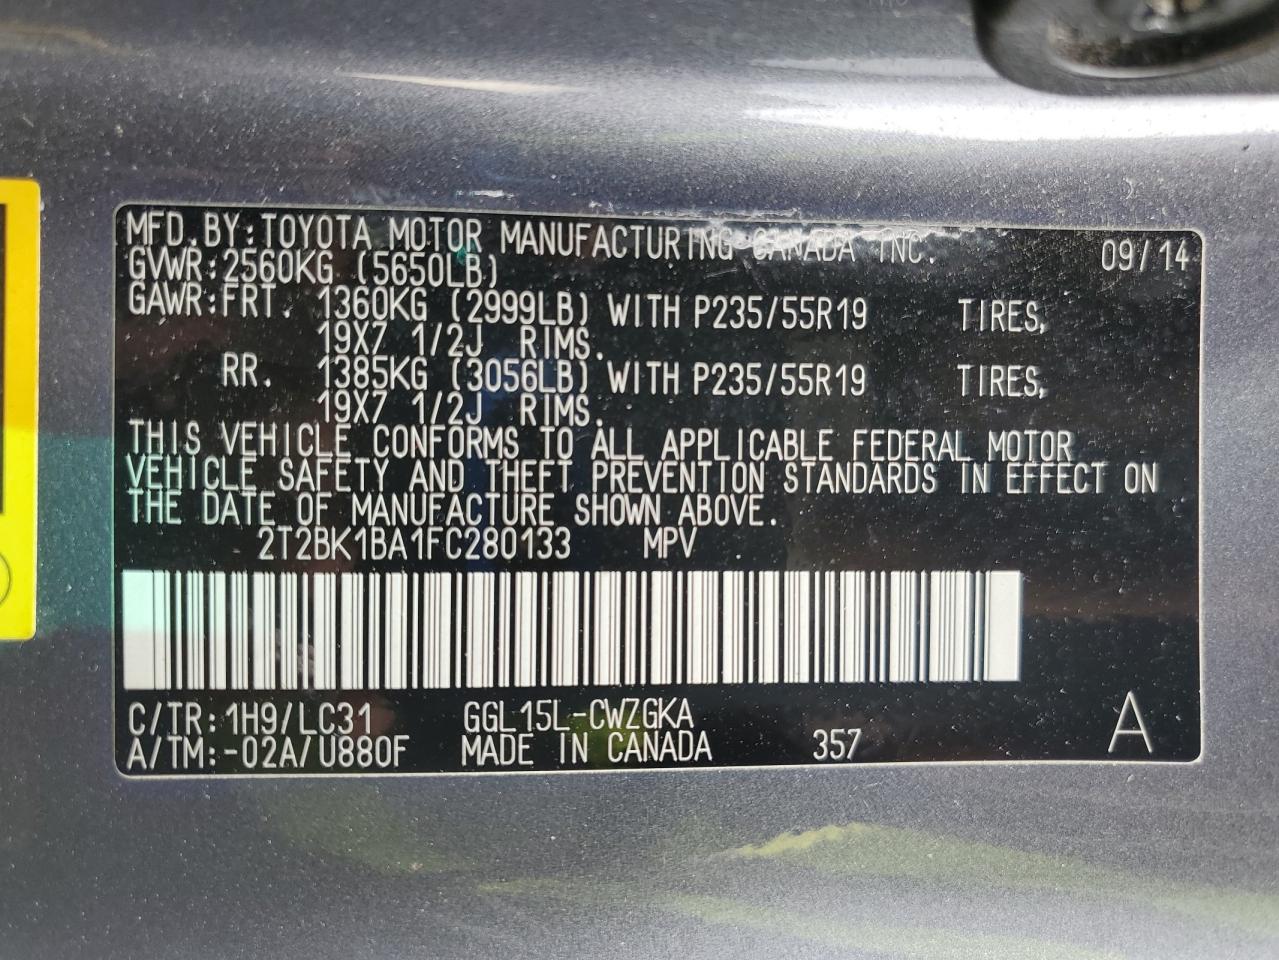 MFD. BY: TOYOTA MOTOR MANUFACTURING CANADA INC. 09/14
GVWR: 2560KG (5650LB)
GAWR: FRT. 1360KG (2999LB) WITH P235/55R19 TIRES,
19X7 1/2J RIMS.
RR. 1385KG (3056LB) WITH P235/55R19 TIRES,
19X7 1/2J RIMS.
THIS VEHICLE CONFORMS TO ALL APPLICABLE FEDERAL MOTOR
VEHICLE SAFETY AND THEFT PREVENTION STANDARDS IN EFFECT ON
THE DATE OF MANUFACTURE SHOWN ABOVE.
2T2BK1BA1FC280133 MPV
C/TR: 1H9/LC31 GGL15L-CWZGKA
A/TM: -02A/U880F MADE IN CANADA 357 A